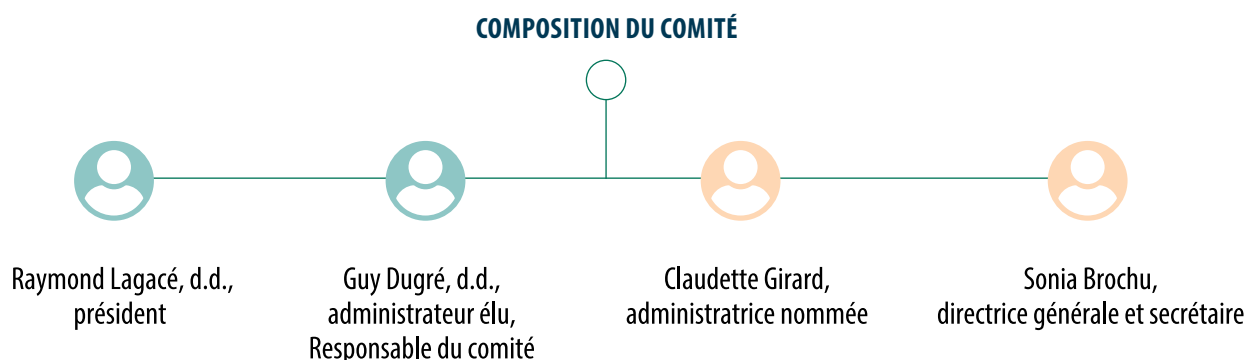 COMPOSITION DU COMITÉ
Raymond Lagacé, d.d.,
président
Guy Dugré, d.d.,
administrateur élu,
Responsable du comité
Claudette Girard,
administratrice nommée
Sonia Brochu,
directrice générale et secrétaire